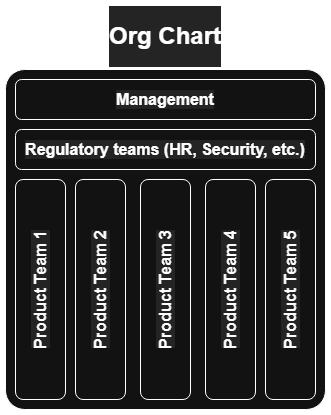 Org Chart
Management
Regulatory teams (HR, Security, etc.)
Product Team 1
Product Team 2
Product Team 3
Product Team 4
Product Team 5